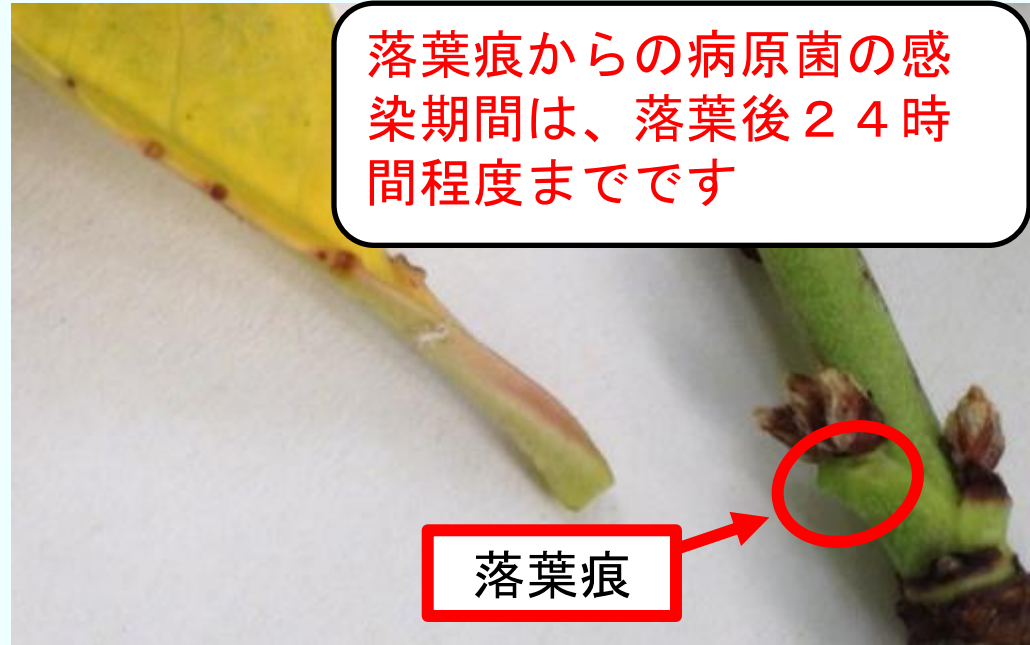 落葉痕からの病原菌の感
染期間は、落葉後２４時
間程度までです
落葉痕